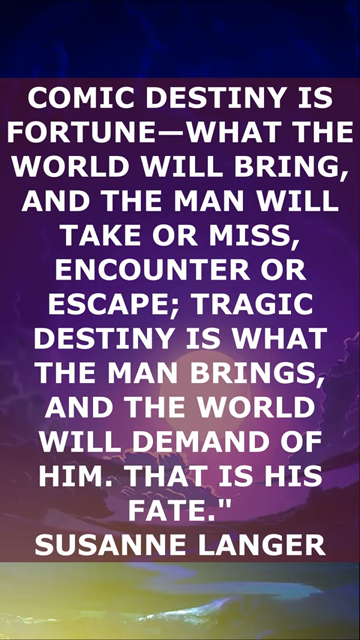 COMIC DESTINY IS
FORTUNE—WHAT THE
WORLD WILL BRING,
AND THE MAN WILL
TAKE OR MISS,
ENCOUNTER OR
ESCAPE; TRAGIC
DESTINY IS WHAT
THE MAN BRINGS,
AND THE WORLD
WILL DEMAND OF
HIM. THAT IS HIS
FATE."
SUSANNE LANGER